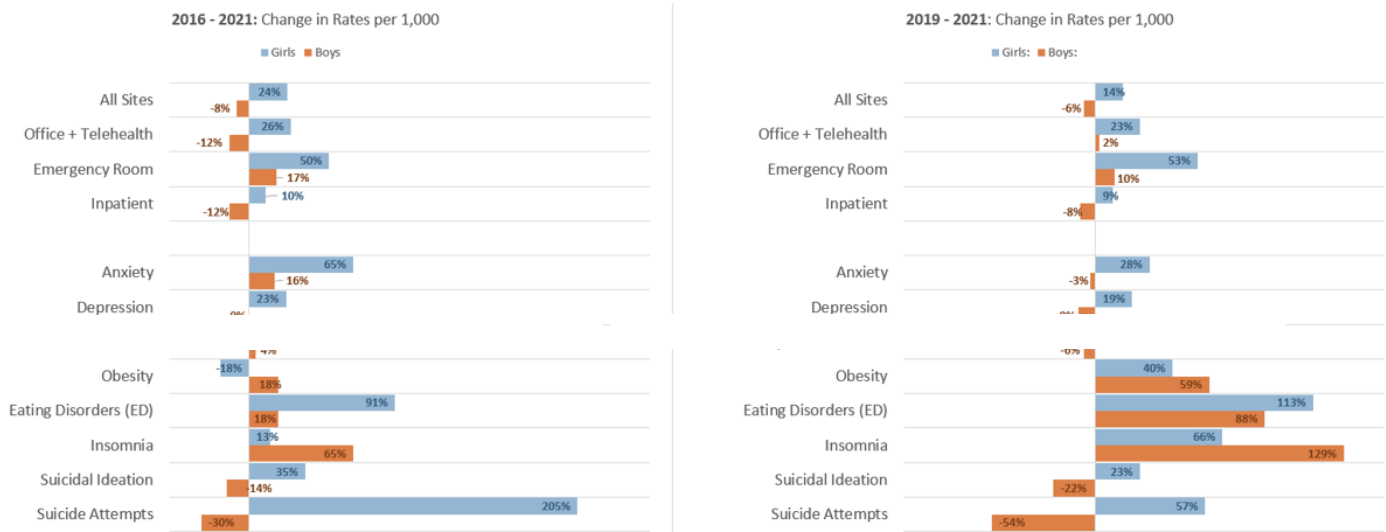 2016 - 2021: Change in Rates per 1,000
Girls Boys
All Sites 24% -8%
Office + Telehealth 26% -12%
Emergency Room 50% 17%
Inpatient 10% -12%
Anxiety 65% 16%
Depression 23%
4%
Obesity -18% 18%
Eating Disorders (ED) 91% 18%
Insomnia 13% 65%
Suicidal Ideation 35% -14%
Suicide Attempts 205% -30%
2019 - 2021: Change in Rates per 1,000
Girls: Boys:
All Sites 14% -6%
Office + Telehealth 23% 2%
Emergency Room 53% 10%
Inpatient 9% -8%
Anxiety 28% -3%
Depression 19%
-6%
Obesity 40% 59%
Eating Disorders (ED) 113% 88%
Insomnia 66% 129%
Suicidal Ideation 23% -22%
Suicide Attempts 57% -54%